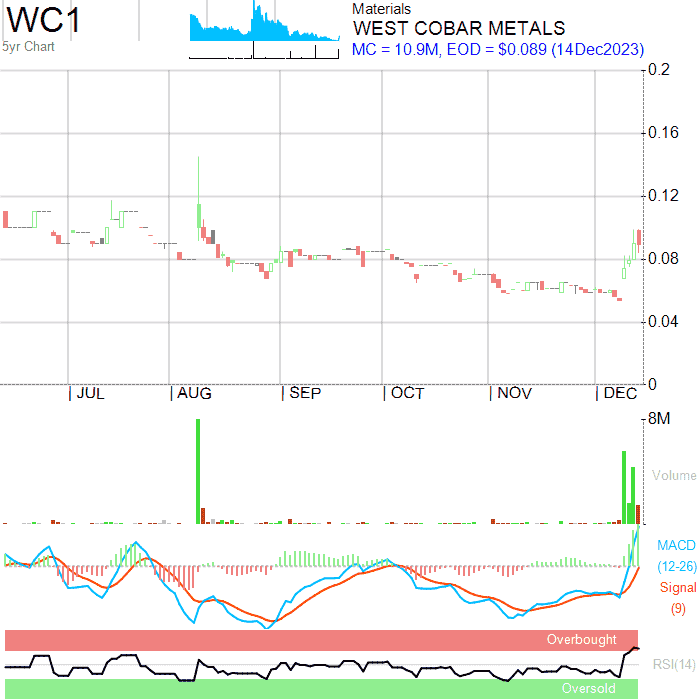 WC1
5yr Chart
Materials
WEST COBAR METALS
MC = 10.9M, EOD = $0.089 (14Dec2023)
0.2
0.16
0.12
0.08
0.04
0
JUL AUG SEP OCT NOV DEC
8M
Volume
MACD
(12-26)
Signal
(9)
Overbought
RSI(14)
Oversold